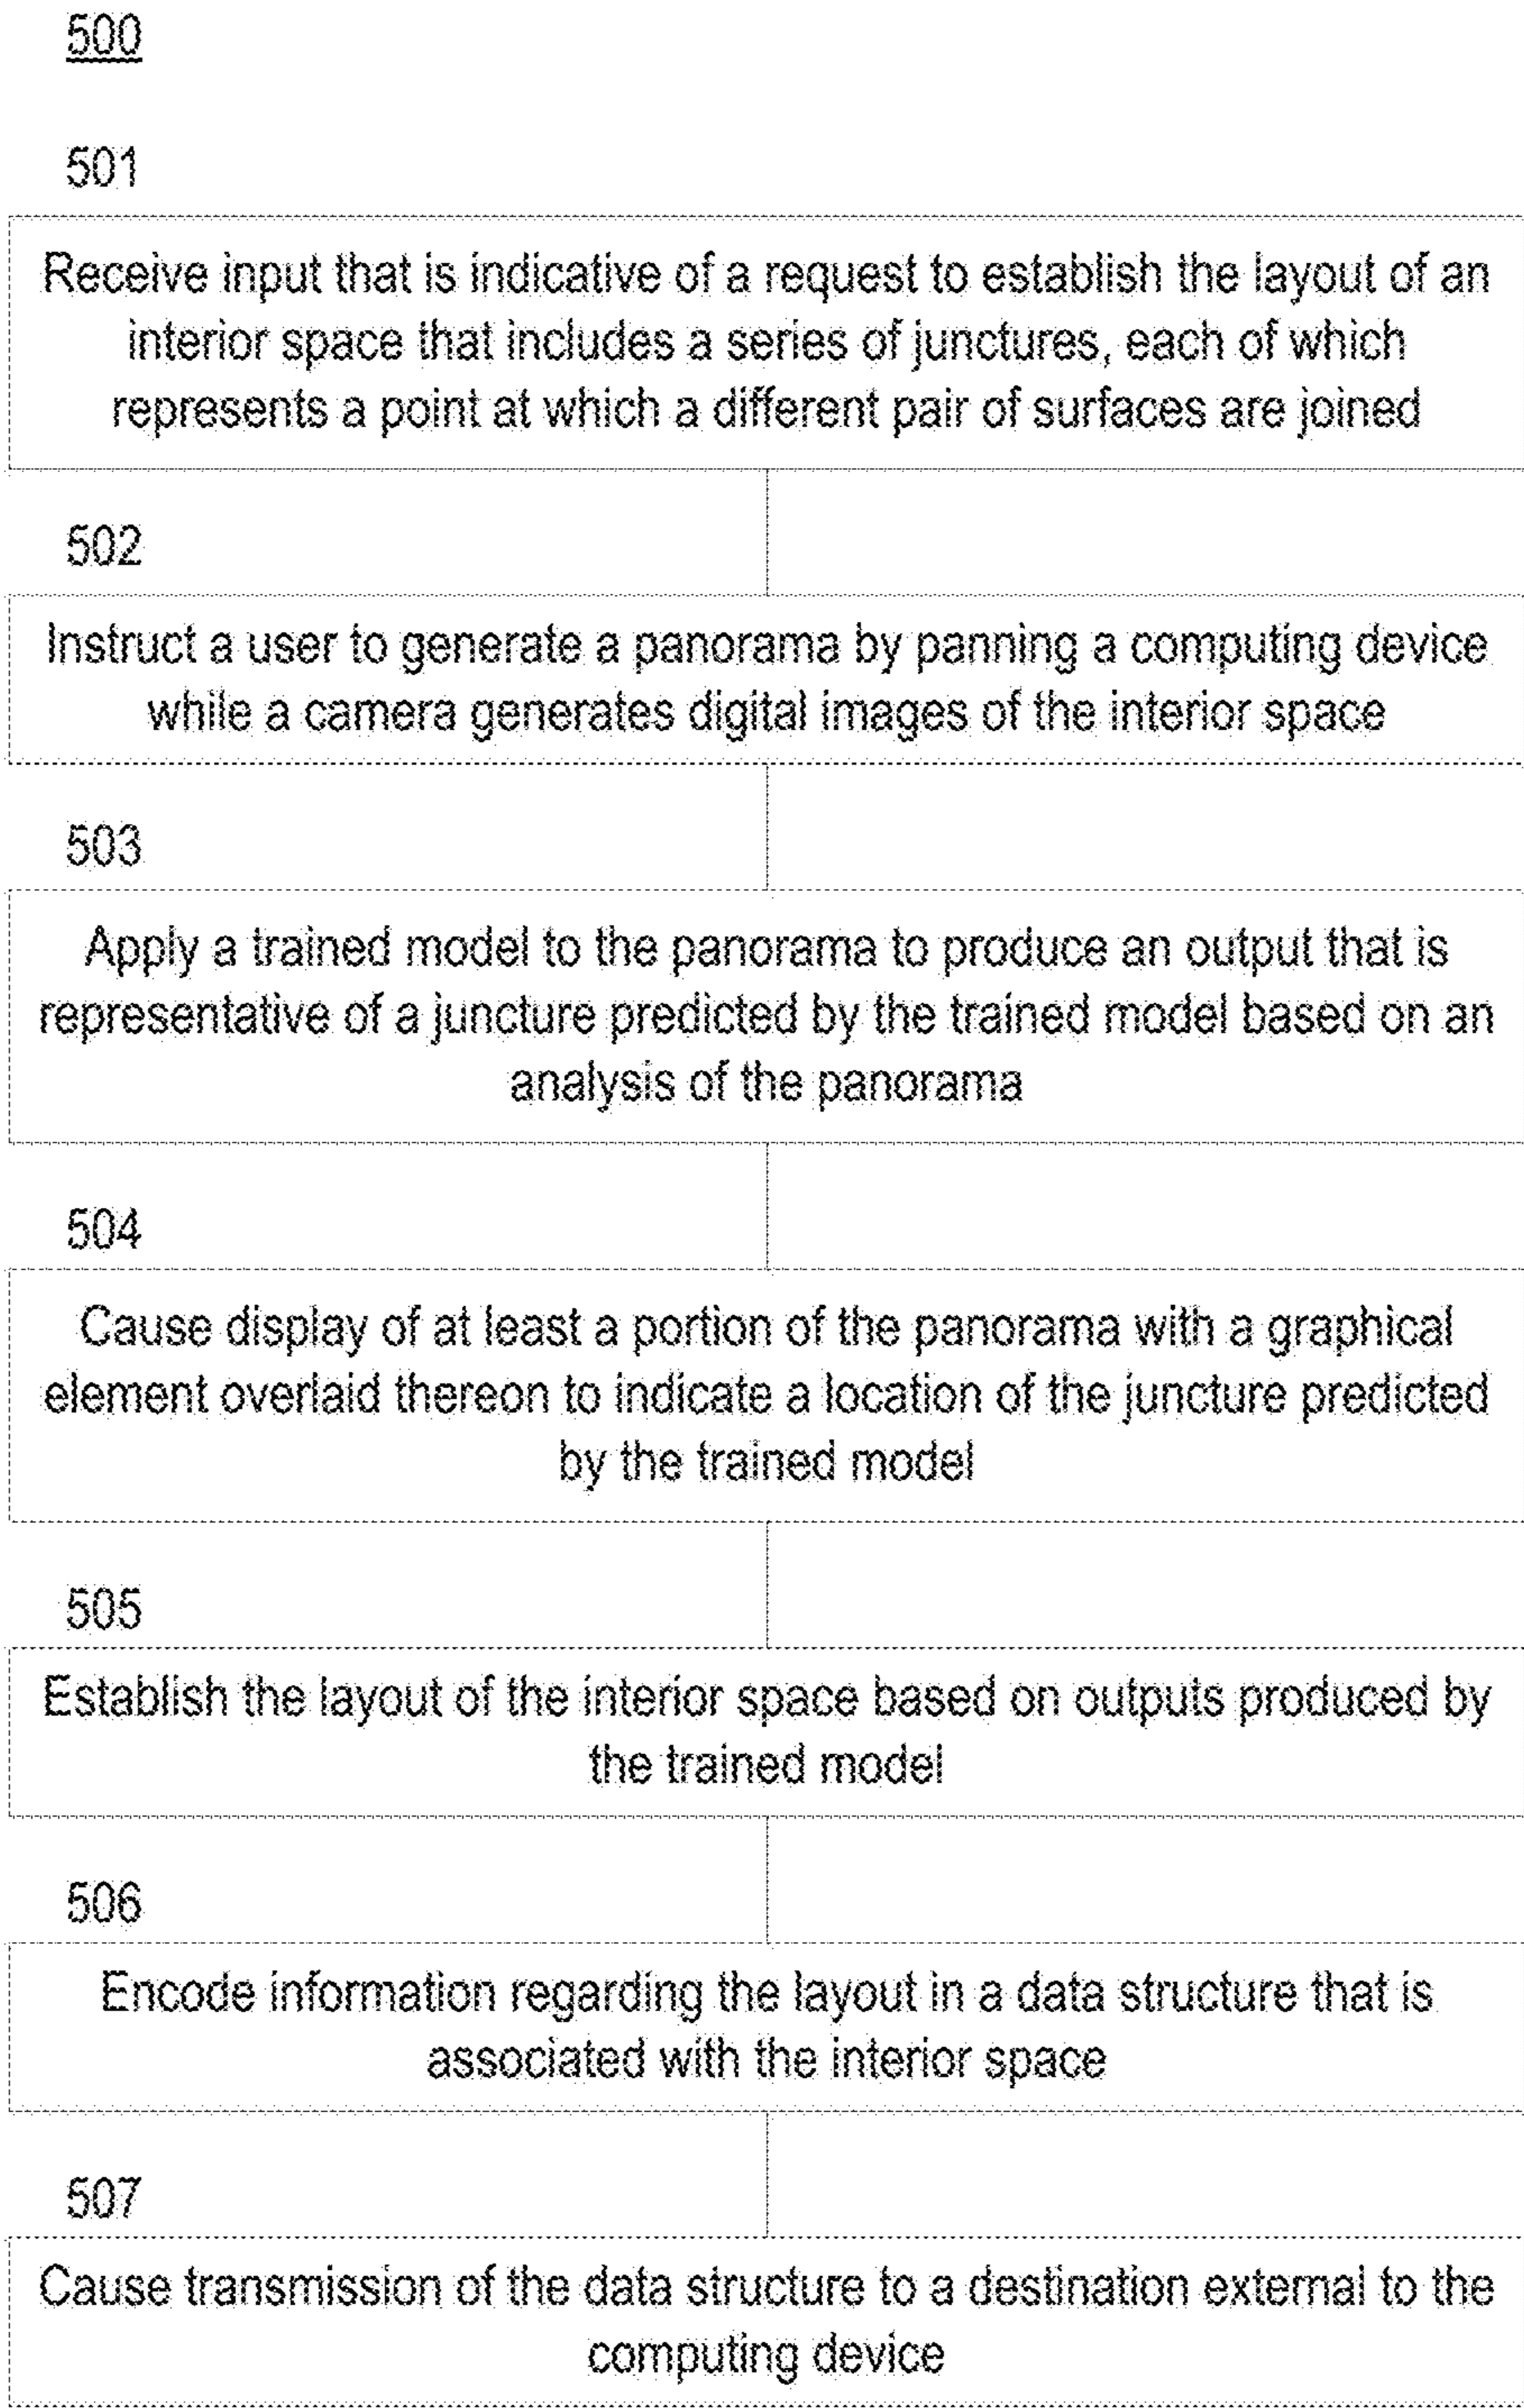 500
501
Receive input that is indicative of a request to establish the layout of an
interior space that includes a series of junctures, each of which
represents a point at which a different pair of surfaces are joined
502
Instruct a user to generate a panorama by panning a computing device
while a camera generates digital images of the interior space
503
Apply a trained model to the panorama to produce an output that is
representative of a juncture predicted by the trained model based on an
analysis of the panorama
504
Cause display of at least a portion of the panorama with a graphical
element overlaid thereon to indicate a location of the juncture predicted
by the trained model
505
Establish the layout of the interior space based on outputs produced by
the trained model
506
Encode information regarding the layout in a data structure that is
associated with the interior space
507
Cause transmission of the data structure to a destination external to the
computing device